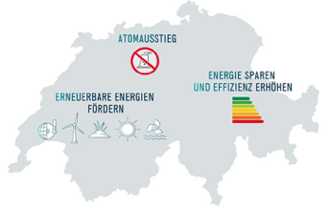 ATOMAUSSTIEG
ENERGIE SPAREN
UND EFFIZIENZ ERHÖHEN
ERNEUERBARE ENERGIEN
FÖRDERN